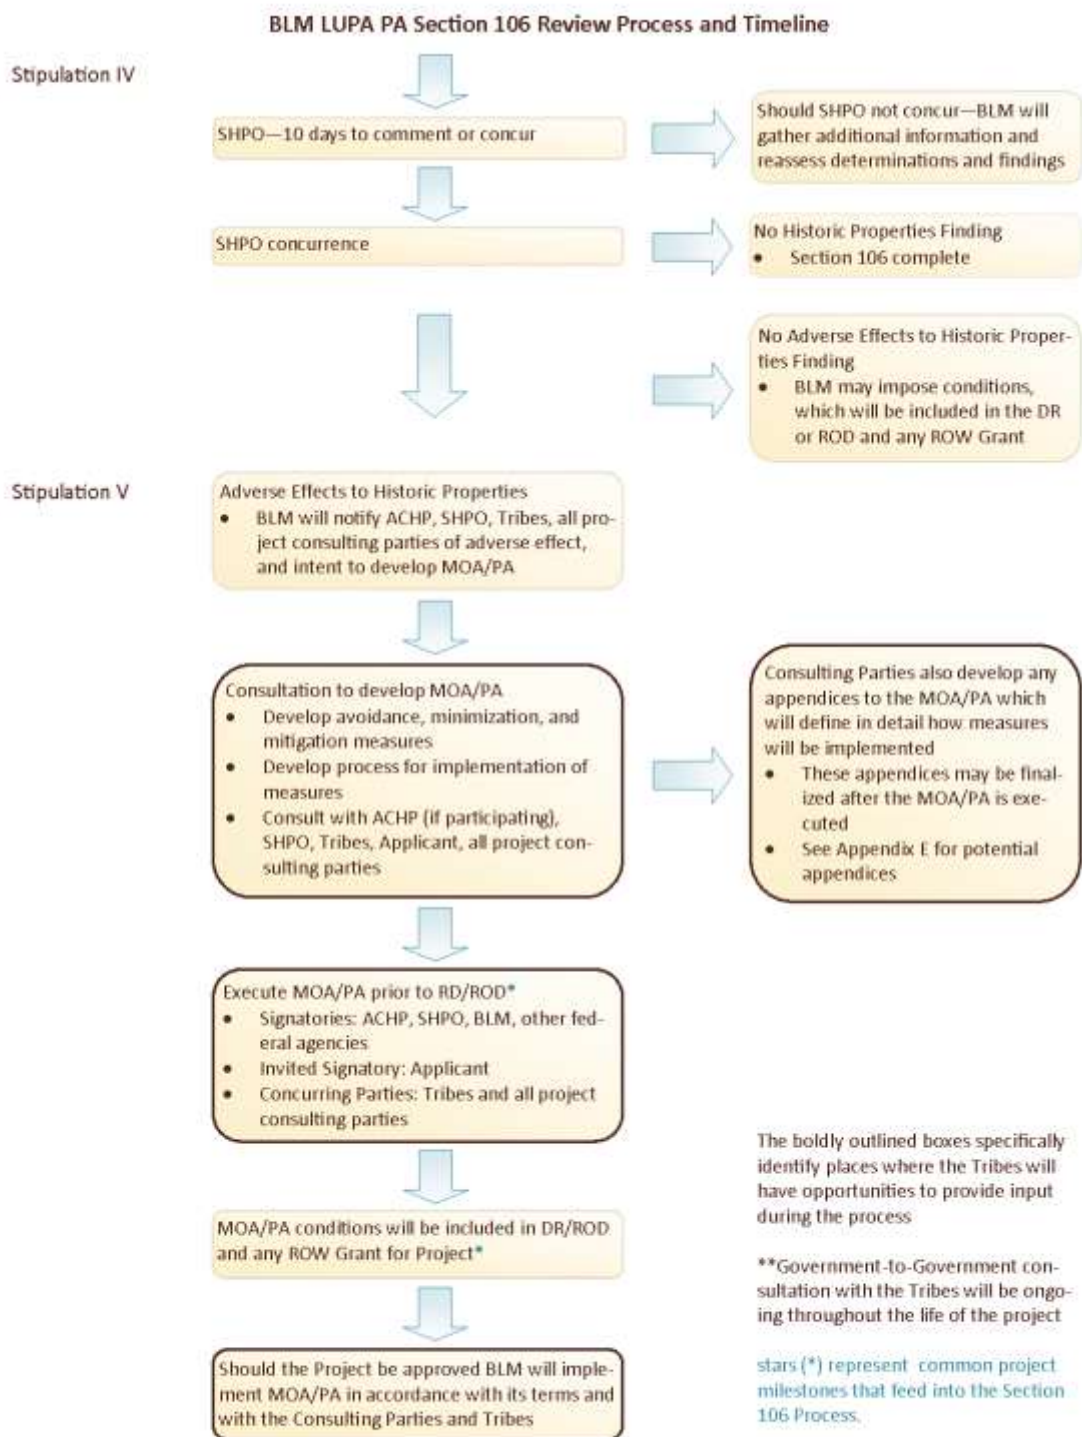 BLM LUPA PA Section 106 Review Process and Timeline
Stipulation IV
SHPO—10 days to comment or concur
Should SHPO not concur—BLM will
gather additional information and
reassess determinations and findings
SHPO concurrence
No Historic Properties Finding
• Section 106 complete
No Adverse Effects to Historic Proper-
ties Finding
• BLM may impose conditions,
which will be included in the DR
or ROD and any ROW Grant
Stipulation V
Adverse Effects to Historic Properties
• BLM will notify ACHP, SHPO, Tribes, all pro-
ject consulting parties of adverse effect,
and intent to develop MOA/PA
Consultation to develop MOA/PA
• Develop avoidance, minimization, and
mitigation measures
• Develop process for implementation of
measures
• Consult with ACHP (if participating),
SHPO, Tribes, Applicant, all project con-
sulting parties
Consulting Parties also develop any
appendices to the MOA/PA which
will define in detail how measures
will be implemented
• These appendices may be final-
ized after the MOA/PA is exe-
cuted
• See Appendix E for potential
appendices
Execute MOA/PA prior to RD/ROD*
• Signatories: ACHP, SHPO, BLM, other fed-
eral agencies
• Invited Signatory: Applicant
• Concurring Parties: Tribes and all project
consulting parties
MOA/PA conditions will be included in DR/ROD
and any ROW Grant for Project*
Should the Project be approved BLM will imple-
ment MOA/PA in accordance with its terms and
with the Consulting Parties and Tribes
The boldly outlined boxes specifically
identify places where the Tribes will
have opportunities to provide input
during the process
**Government-to-Government con-
sultation with the Tribes will be ongo-
ing throughout the life of the project
stars (*) represent common project
milestones that feed into the Section
106 Process.